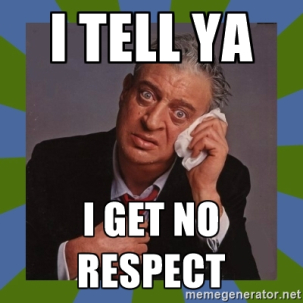 I TELL YA
I GET NO
RESPECT
memegenerator.net